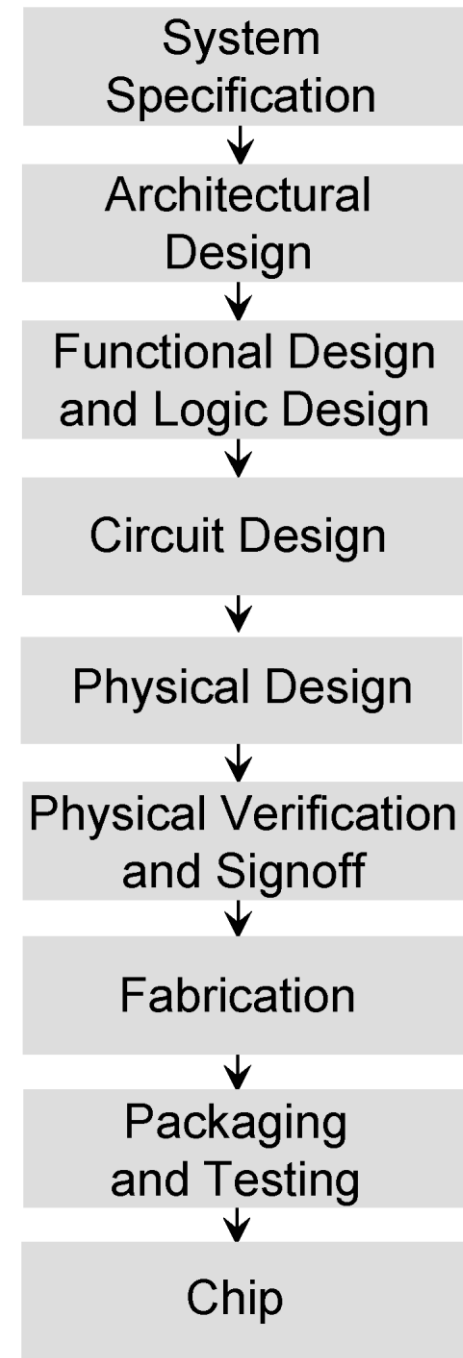 System
Specification
Architectural
Design
Functional Design
and Logic Design
Circuit Design
Physical Design
Physical Verification
and Signoff
Fabrication
Packaging
and Testing
Chip